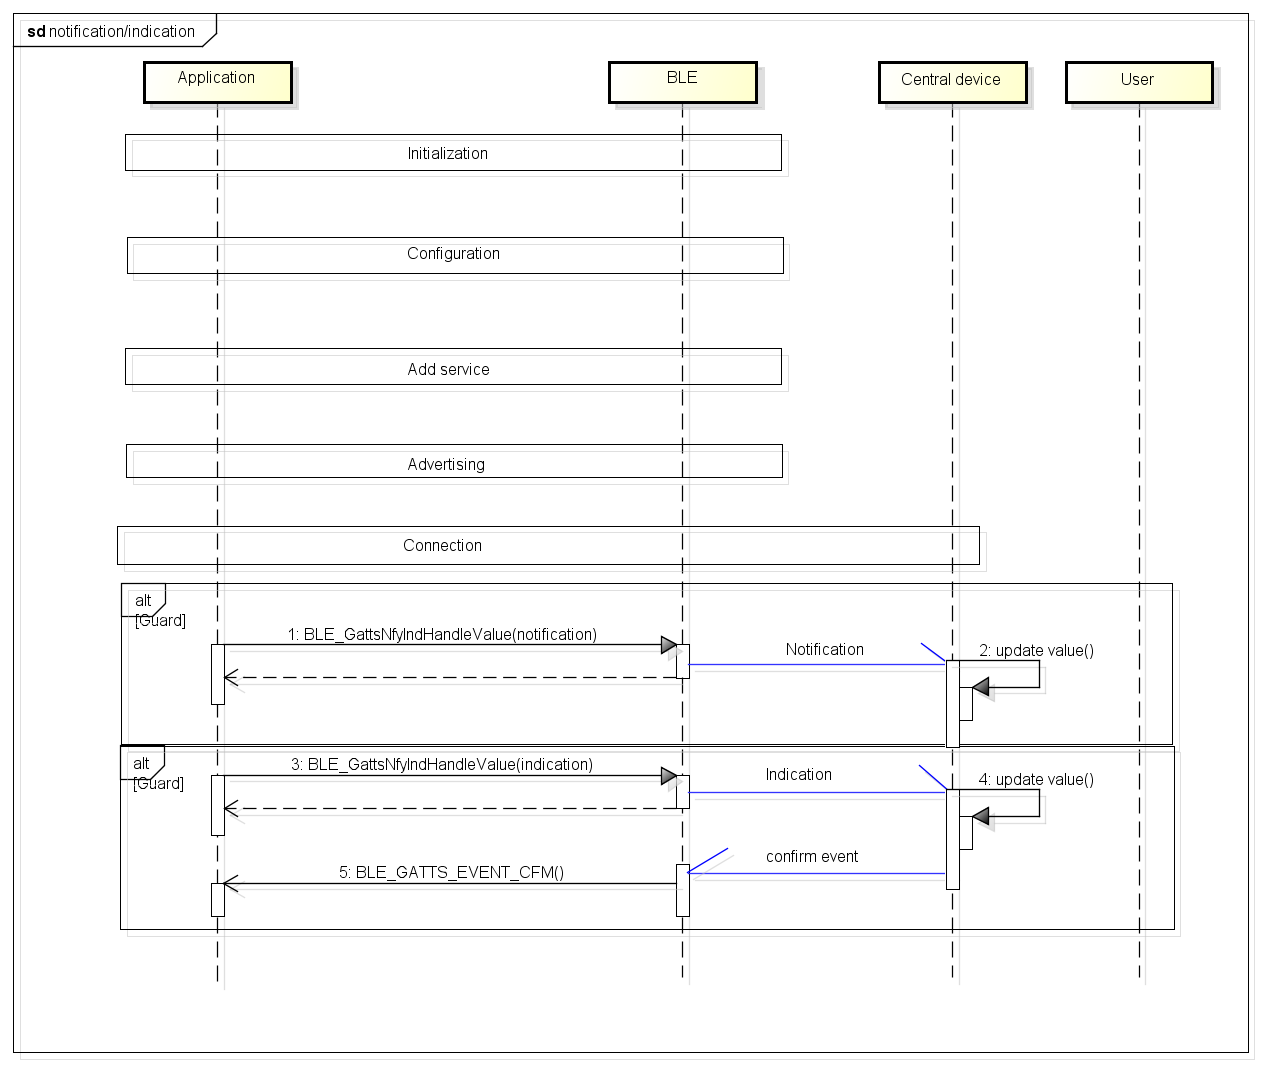 sd notification/indication
Application
BLE
Central device
User
Initialization
Configuration
Add service
Advertising
Connection
alt
[Guard]
1: BLE_GattsNfyIndHandleValue(notification)
Notification
2: update value()
alt
[Guard]
3: BLE_GattsNfyIndHandleValue(indication)
Indication
4: update value()
confirm event
5: BLE_GATTS_EVENT_CFM()